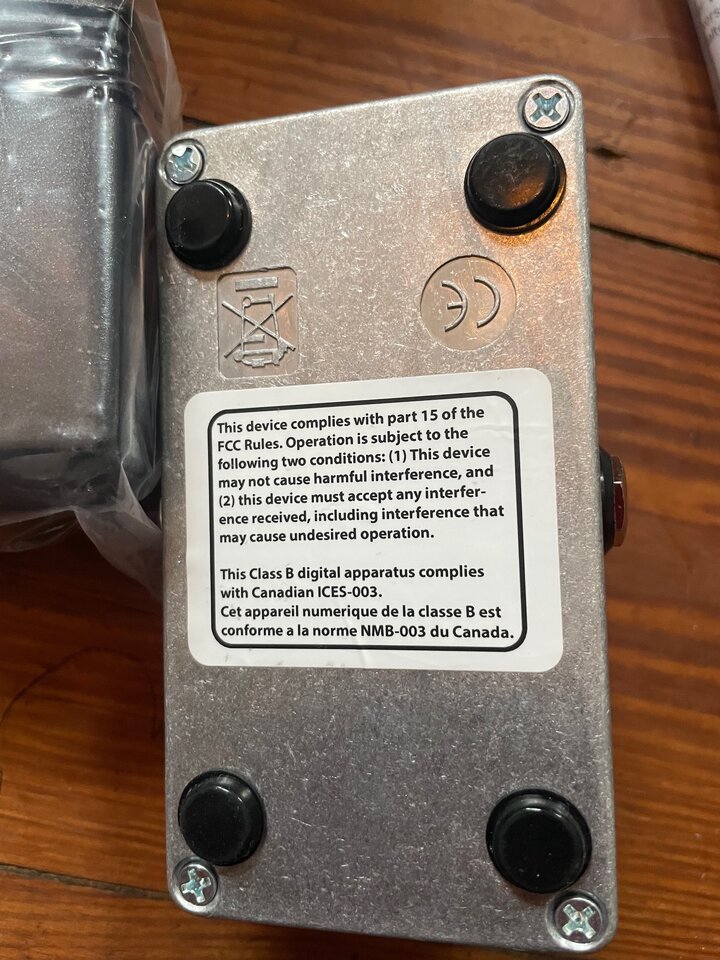 CE
This device complies with part 15 of the
FCC Rules. Operation is subject to the
following two conditions: (1) This device
may not cause harmful interference, and
(2) this device must accept any interfer-
ence received, including interference that
may cause undesired operation.
This Class B digital apparatus complies
with Canadian ICES-003.
Cet appareil numerique de la classe B est
conforme a la norme NMB-003 du Canada.